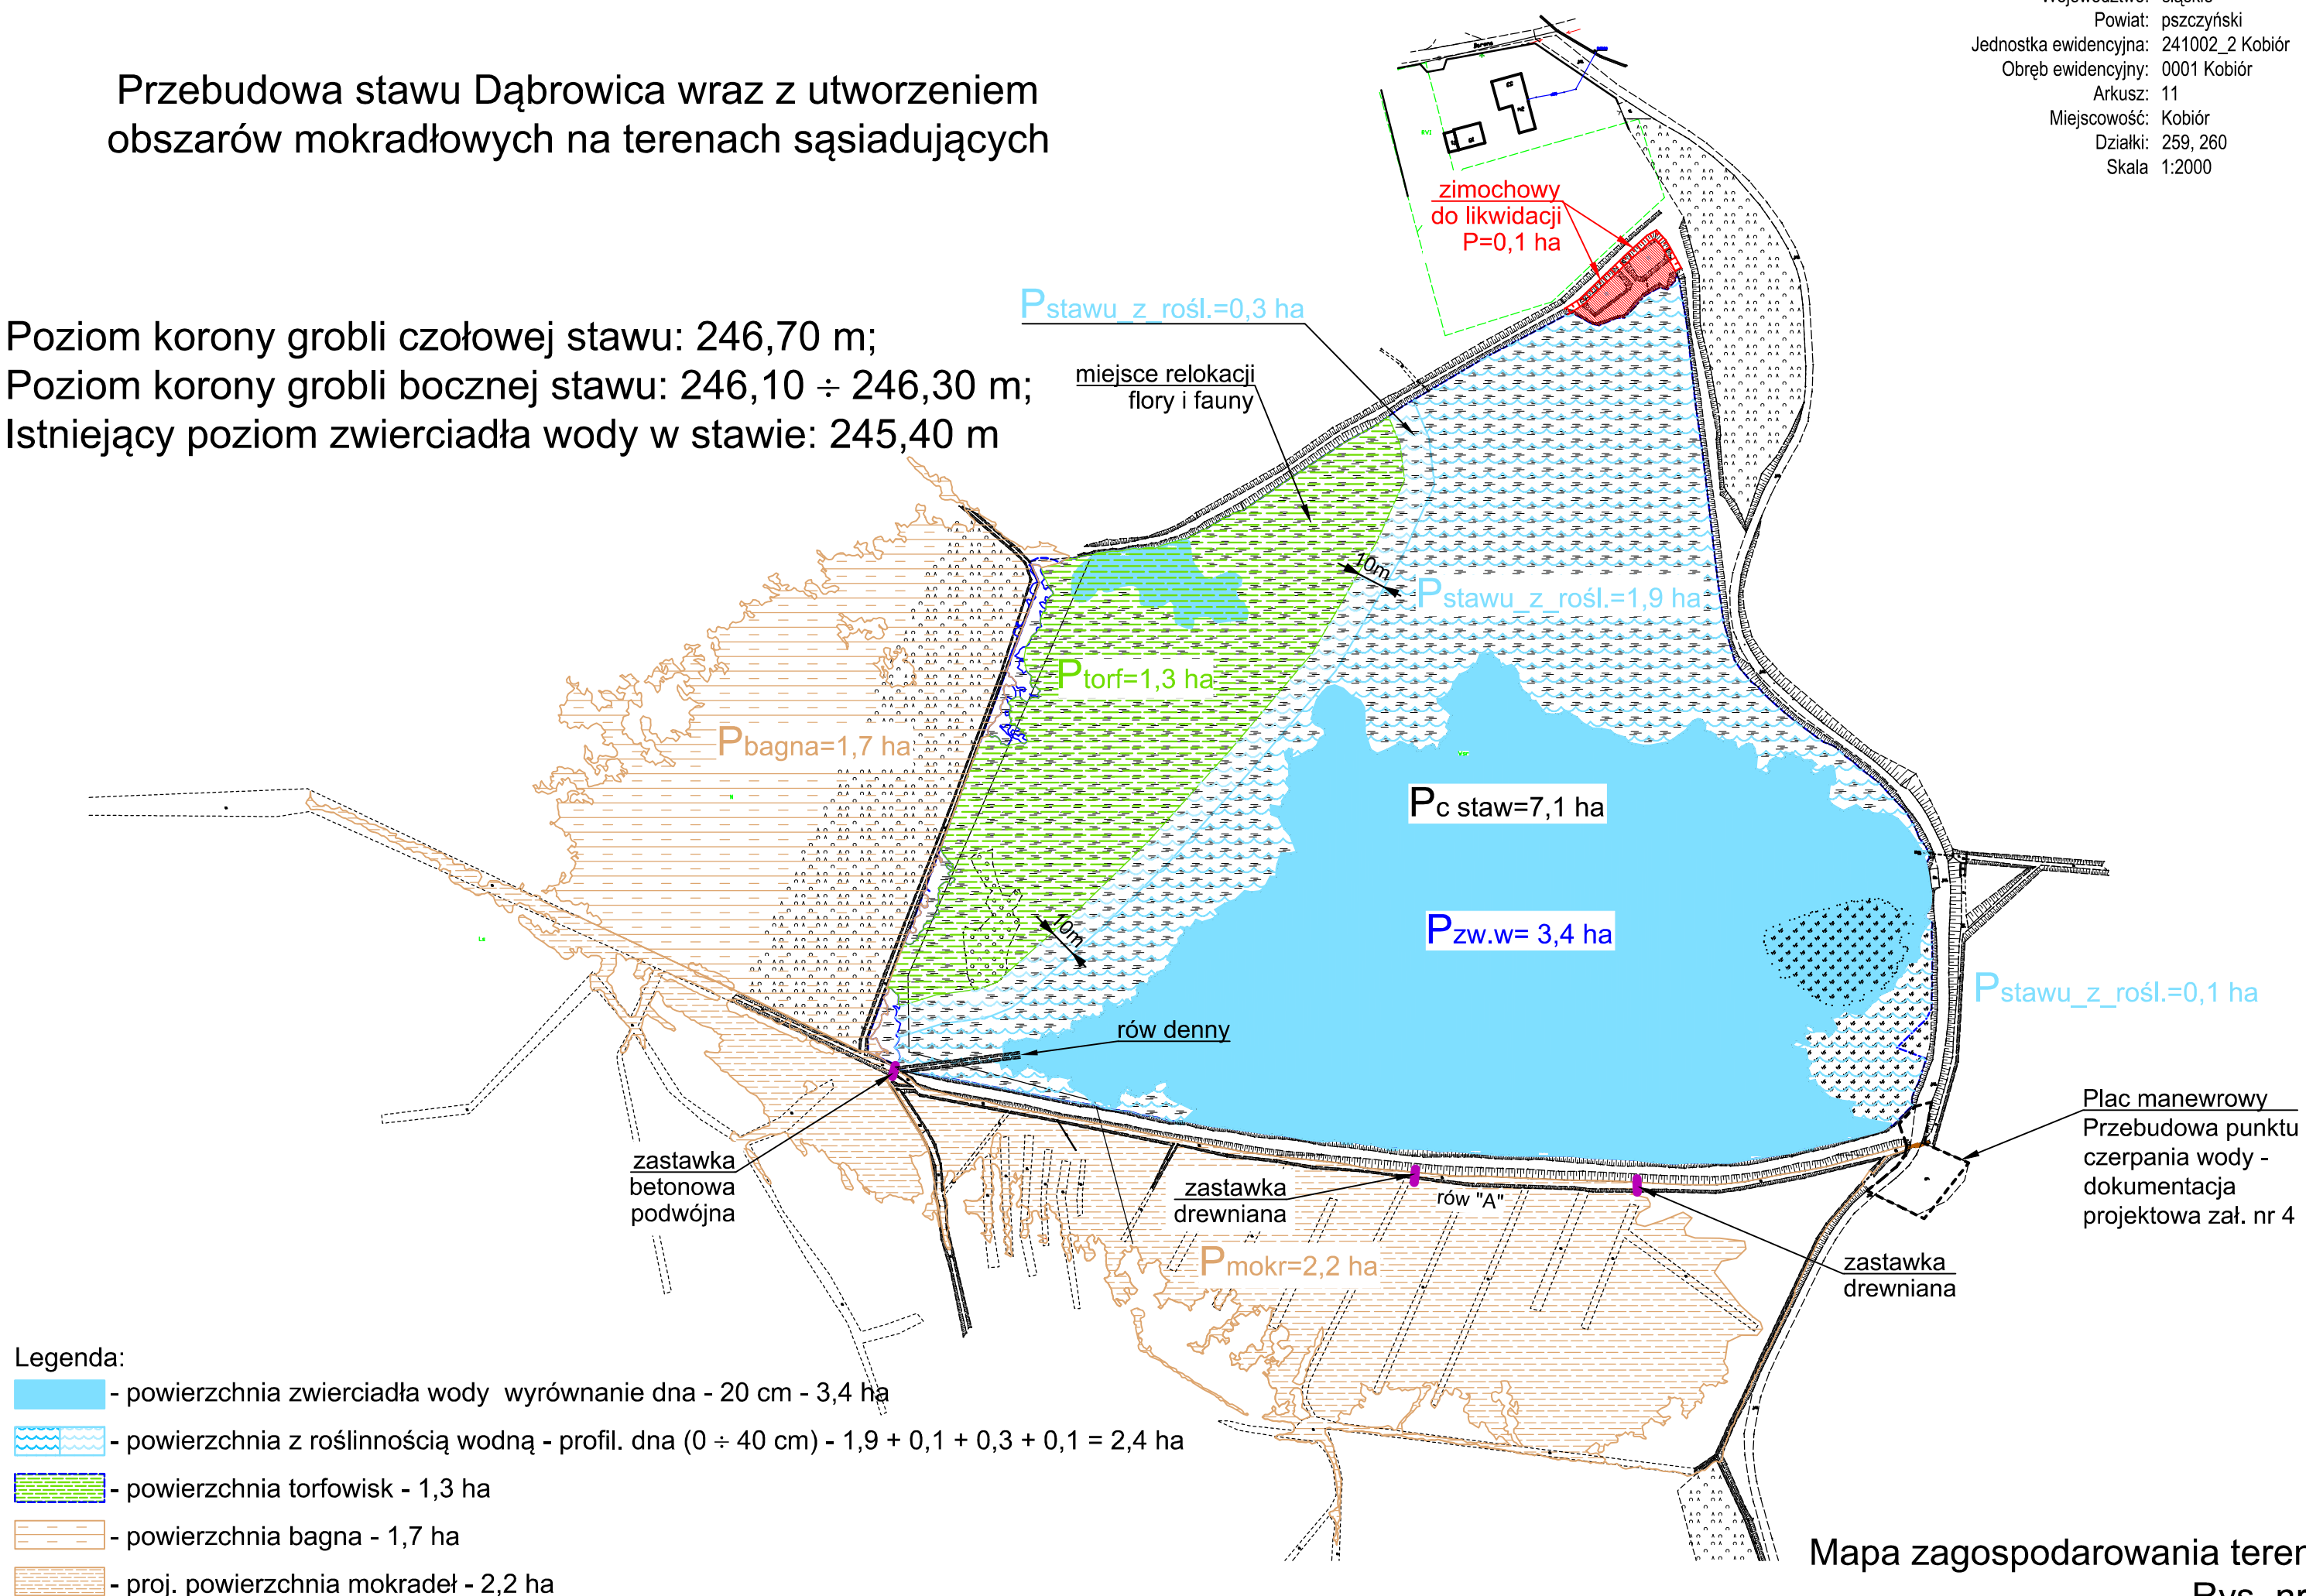 Powiat: pszczyński
Jednostka ewidencyjna: 241002_2 Kobiór
Obręb ewidencyjny: 0001 Kobiór
Arkusz: 11
Miejscowość: Kobiór
Działki: 259, 260
Skala 1:2000
Przebudowa stawu Dąbrowica wraz z utworzeniem
obszarów mokradłowych na terenach sąsiadujących
Poziom korony grobli czołowej stawu: 246,70 m;
Poziom korony grobli bocznej stawu: 246,10 ÷ 246,30 m;
Istniejący poziom zwierciadła wody w stawie: 245,40 m
zimochowy
do likwidacji
P=0,1 ha
Pstawu_z_rośl.=0,3 ha
miejsce relokacji
flory i fauny
10m
Pstawu_z_rośl.=1,9 ha
Ptorf=1,3 ha
Pbagna=1,7 ha
Pc staw=7,1 ha
Pzw.w= 3,4 ha
10m
Pstawu_z_rośl.=0,1 ha
rów denny
Plac manewrowy
Przebudowa punktu
czerpania wody -
dokumentacja
projektowa zał. nr 4
zastawka
betonowa
podwójna
zastawka
drewniana
rów "A"
Pmokr=2,2 ha
zastawka
drewniana
Legenda:
- powierzchnia zwierciadła wody wyrównanie dna - 20 cm - 3,4 ha
- powierzchnia z roślinnością wodną - profil. dna (0 ÷ 40 cm) - 1,9 + 0,1 + 0,3 + 0,1 = 2,4 ha
- powierzchnia torfowisk - 1,3 ha
- powierzchnia bagna - 1,7 ha
- proj. powierzchnia mokradeł - 2,2 ha
Mapa zagospodarowania